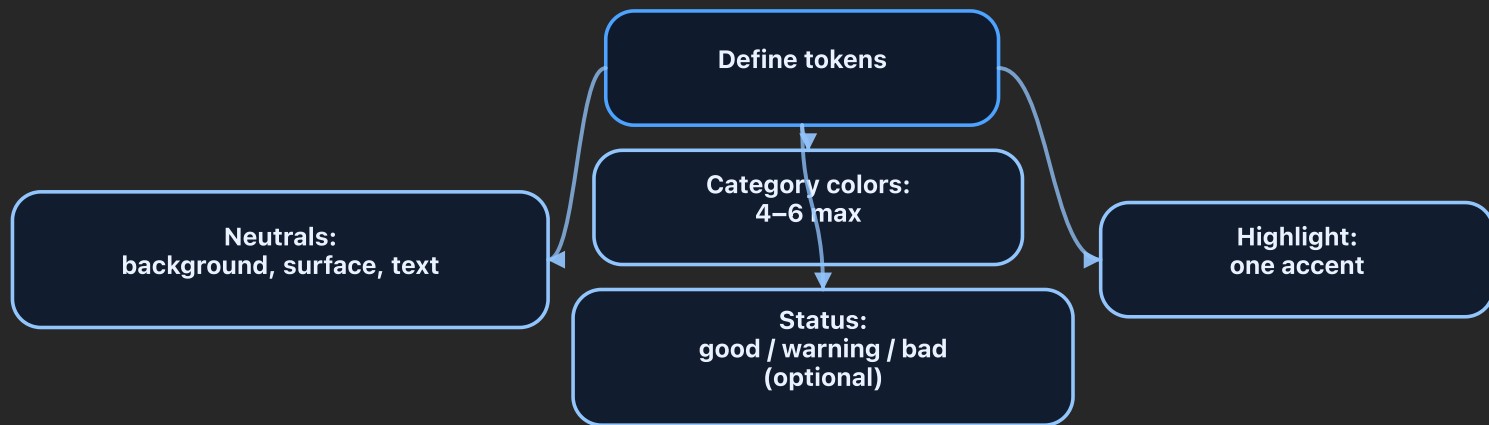 Define tokens
Category colors:
4–6 max
Neutrals:
background, surface, text
Highlight:
one accent
Status:
good / warning / bad
(optional)